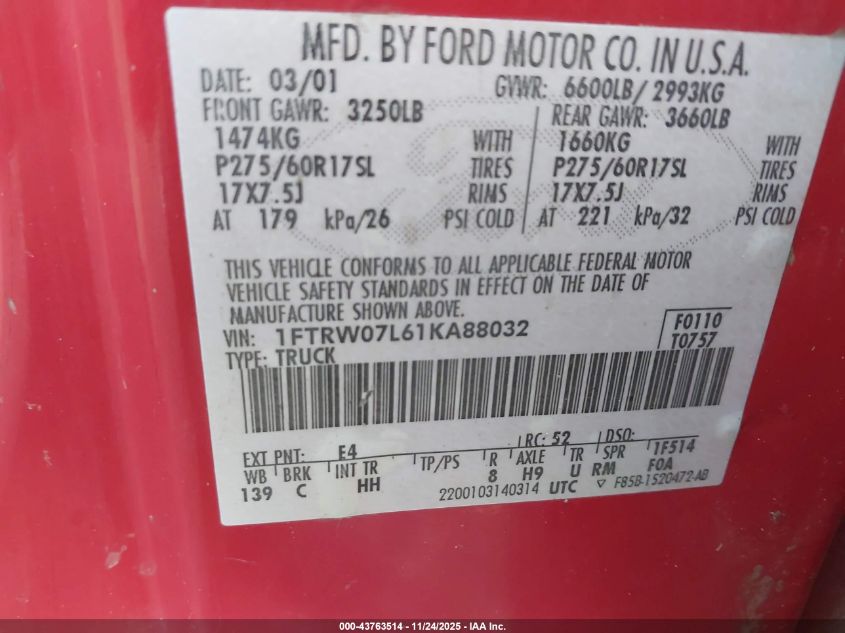 MFD. BY FORD MOTOR CO. IN U.S.A.
DATE: 03/01 GVWR: 6600LB/2993KG
FRONT GAWR: 3250LB REAR GAWR: 3660LB
1474KG WITH 1660KG WITH
P275/60R17SL TIRES P275/60R17SL TIRES
17X7.5J RIMS 17X7.5J RIMS
AT 179 kPa/26 PSI COLD AT 221 kPa/32 PSI COLD
THIS VEHICLE CONFORMS TO ALL APPLICABLE FEDERAL MOTOR
VEHICLE SAFETY STANDARDS IN EFFECT ON THE DATE OF
MANUFACTURE SHOWN ABOVE.
VIN: 1FTRW07L61KA88032 F0110
TYPE: TRUCK T0757
EXT PNT: E4 RC: 52 DSO:
WB BRK INT TR TP/PS R AXLE TR SPR 1F514
139 C HH 8 H9 U RM FOA
2200103140314 UTC ▽ F85B-1520472-AB
000-43763514 - 11/24/2025 - IAA Inc.